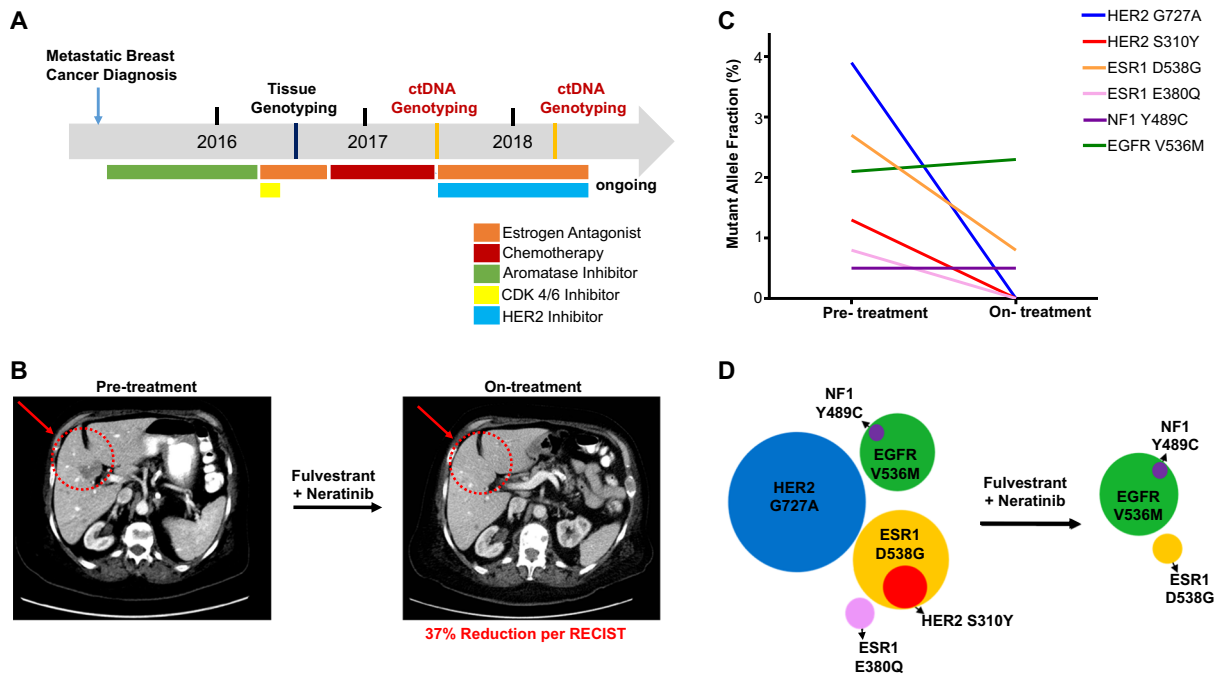 A
Metastatic Breast
Cancer Diagnosis
Tissue
Genotyping
ctDNA
Genotyping
ctDNA
Genotyping
2016
2017
2018
ongoing
Estrogen Antagonist
Chemotherapy
Aromatase Inhibitor
CDK 4/6 Inhibitor
HER2 Inhibitor
B
Pre-treatment
On-treatment
Fulvestrant
+ Neratinib
37% Reduction per RECIST
C
HER2 G727A
HER2 S310Y
ESR1 D538G
ESR1 E380Q
NF1 Y489C
EGFR V536M
Mutant Allele Fraction (%)
4
3
2
1
0
Pre- treatment
On- treatment
D
NF1
Y489C
EGFR
V536M
HER2
G727A
ESR1
D538G
HER2 S310Y
ESR1
E380Q
Fulvestrant
+ Neratinib
NF1
Y489C
EGFR
V536M
ESR1
D538G